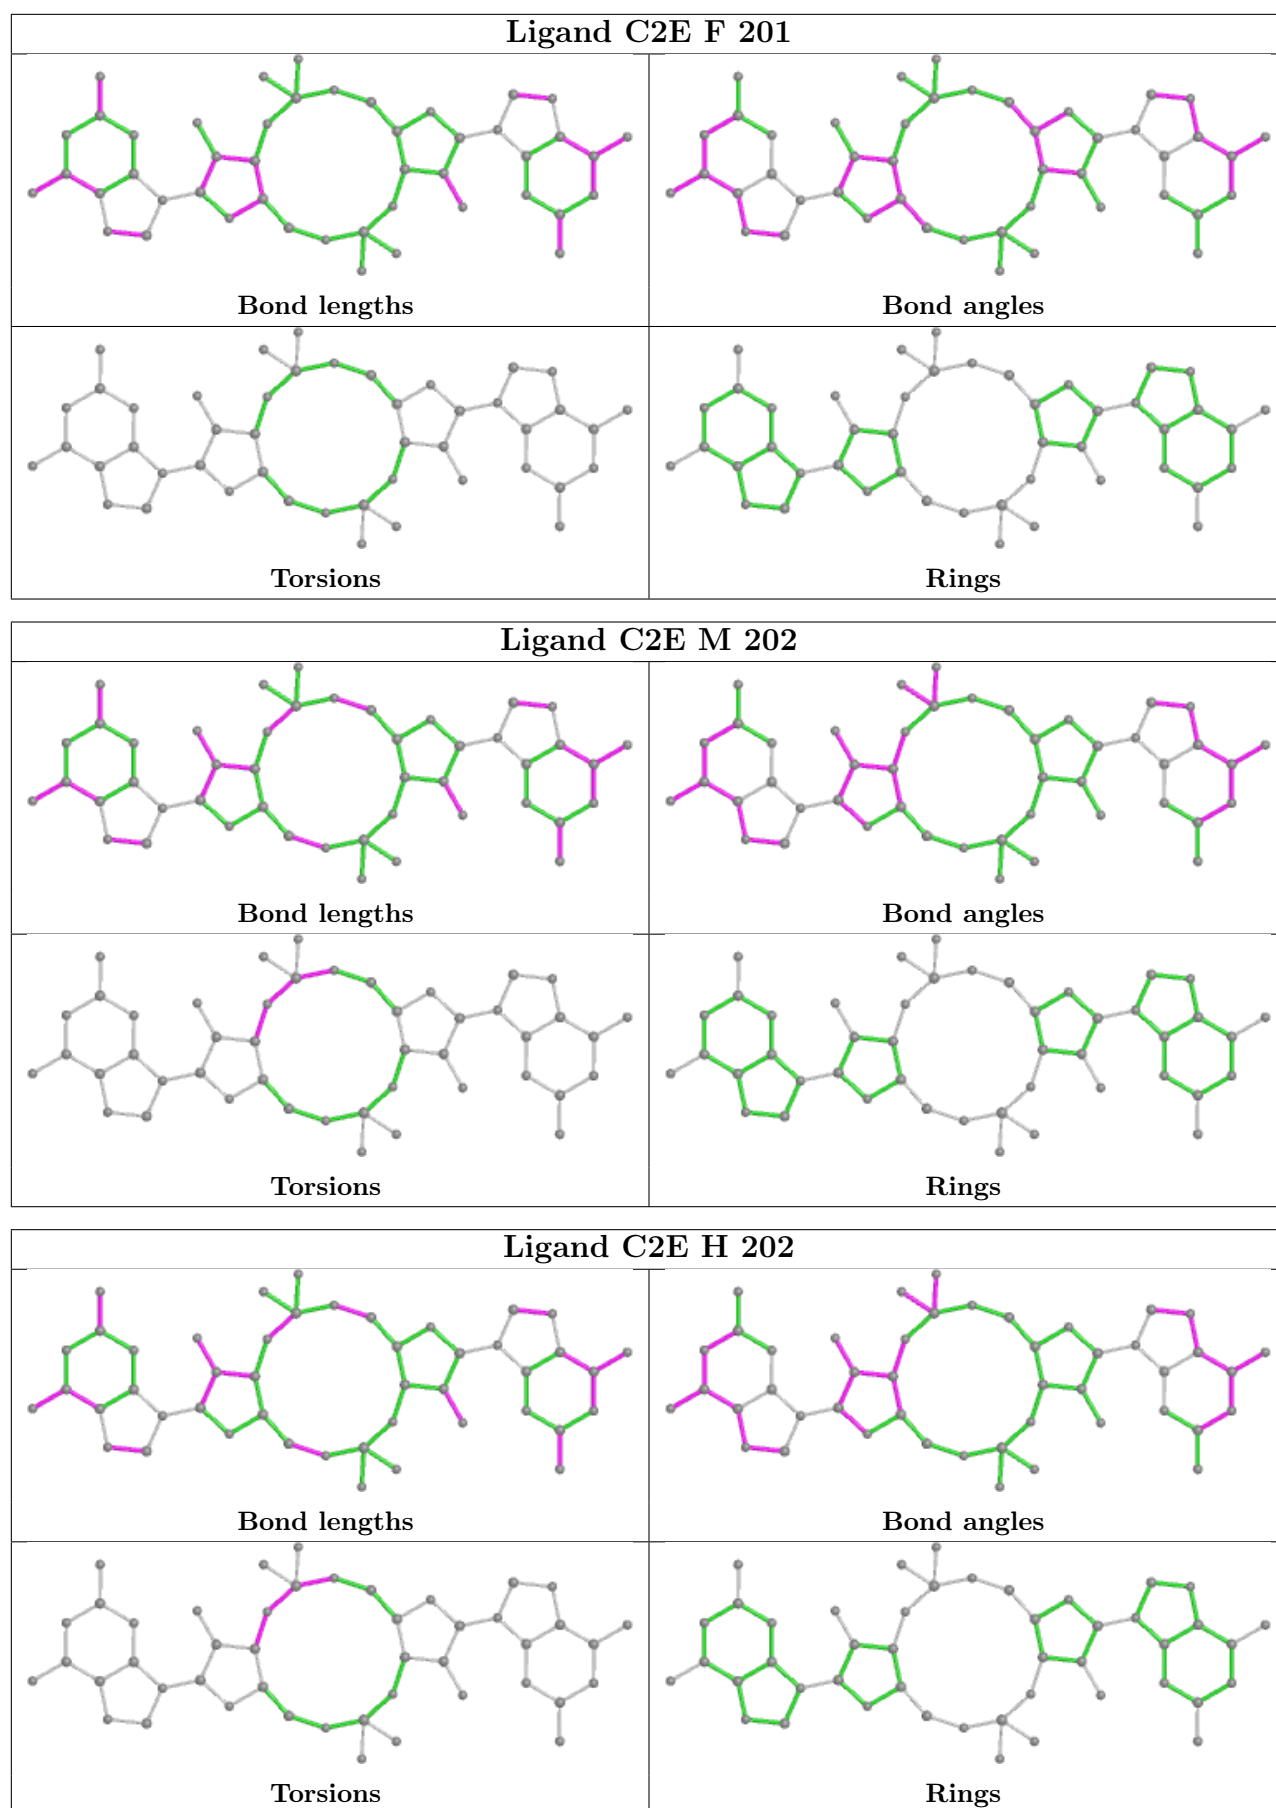 Ligand C2E F 201
Bond lengths
Bond angles
Torsions
Rings
Ligand C2E M 202
Bond lengths
Bond angles
Torsions
Rings
Ligand C2E H 202
Bond lengths
Bond angles
Torsions
Rings